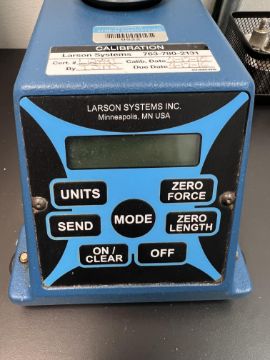 CALIBRATION
Larson Systems 763-780-2131
Cert. # Calib. Date
By Due Date
LARSON SYSTEMS INC.
Minneapolis, MN USA
UNITS
ZERO
FORCE
SEND
MODE
ZERO
LENGTH
ON /
CLEAR
OFF